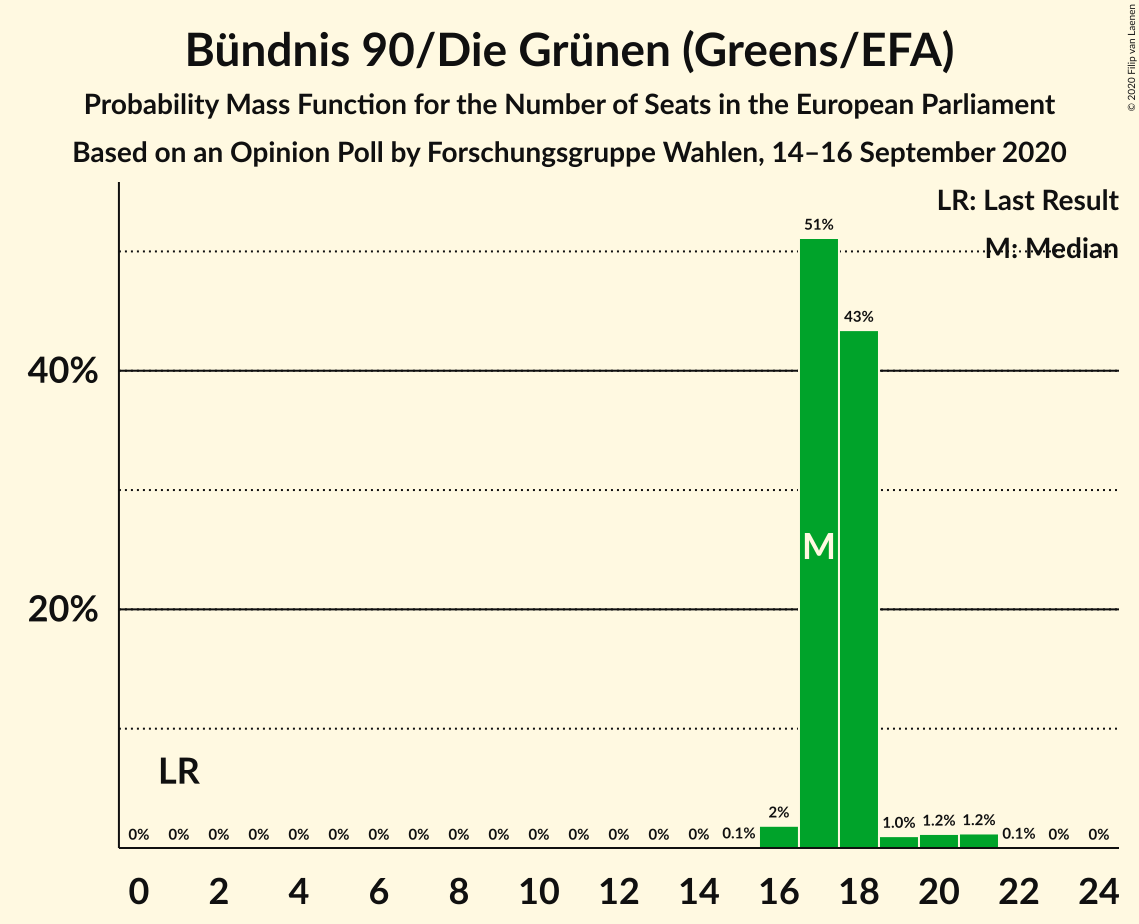 Bündnis 90/Die Grünen (Greens/EFA)
Probability Mass Function for the Number of Seats in the European Parliament
Based on an Opinion Poll by Forschungsgruppe Wahlen, 14–16 September 2020
© 2020 Filip van Laenen
LR: Last Result
M: Median
51%
43%
40%
M
20%
LR
0% 0% 0% 0% 0% 0% 0% 0% 0% 0% 0% 0% 0% 0% 0% 0.1% 2% 1.0% 1.2% 1.2% 0.1% 0% 0%
0 2 4 6 8 10 12 14 16 18 20 22 24